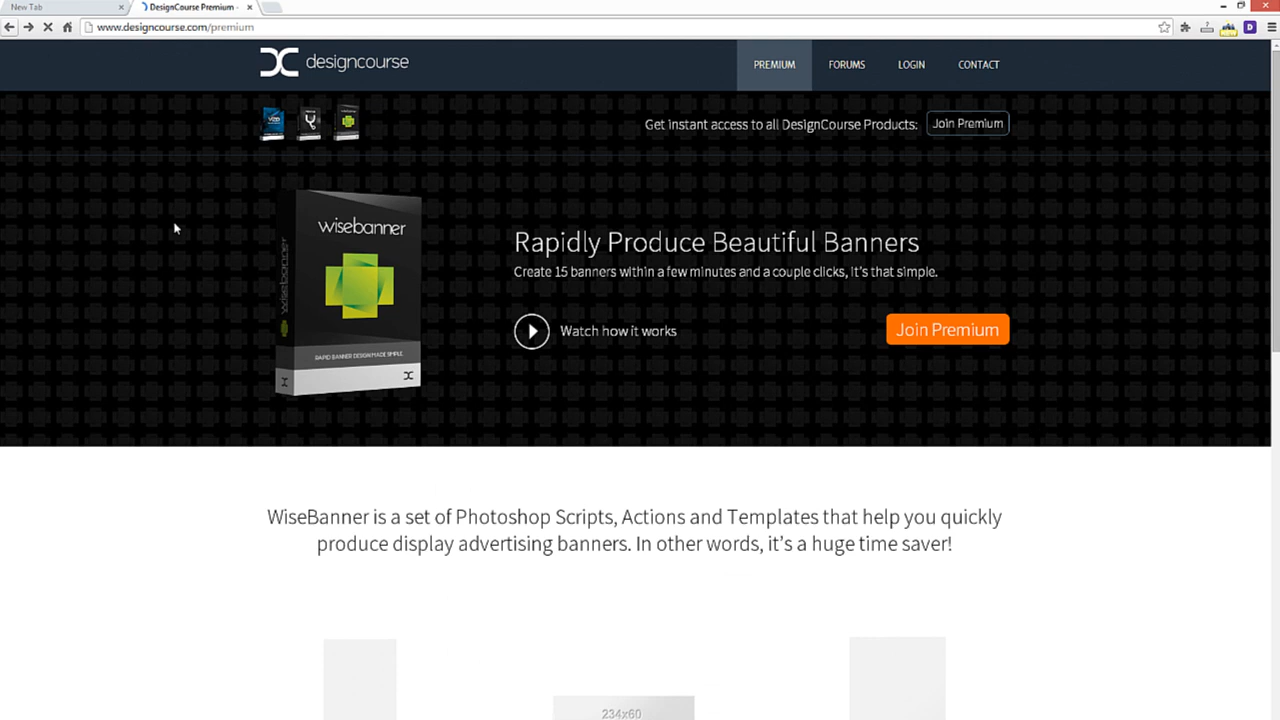 New Tab
DesignCourse Premium -
www.designcourse.com/premium
designcourse
PREMIUM
FORUMS
LOGIN
CONTACT
Get instant access to all DesignCourse Products:
Join Premium
wisebanner
wisebanner
RAPID BANNER DESIGN MADE SIMPLE
Rapidly Produce Beautiful Banners
Create 15 banners within a few minutes and a couple clicks, it's that simple.
Watch how it works
Join Premium
WiseBanner is a set of Photoshop Scripts, Actions and Templates that help you quickly
produce display advertising banners. In other words, it's a huge time saver!
234x60